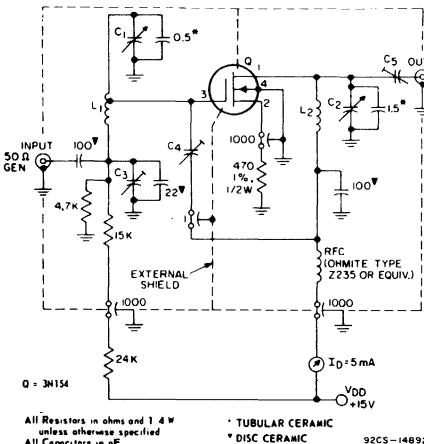 C1
0.5*
Q
1
C5
OUT
3
4
2
L1
L2
C2
1.5*
INPUT
50 Ω
GEN
100▼
C4
1000
C3
22▼
470
1%,
1/2W
100▼
4.7K
15K
1
EXTERNAL
SHIELD
RFC
(OHMITE TYPE
Z235 OR EQUIV.)
1000
1000
24K
ID=5mA
Q = 3N154
VDD
+15V
All Resistors in ohms and 1 4 W
unless otherwise specified
All Capacitors in pF
* TUBULAR CERAMIC
▼ DISC CERAMIC
92CS-14892